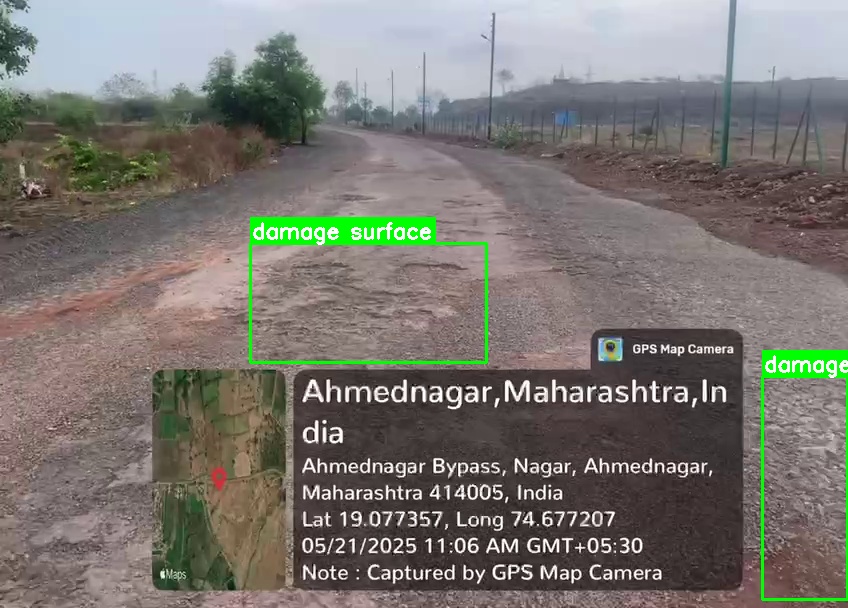 damage surface
GPS Map Camera
damage
Ahmednagar,Maharashtra,In
dia
Ahmednagar Bypass, Nagar, Ahmednagar,
Maharashtra 414005, India
Lat 19.077357, Long 74.677207
05/21/2025 11:06 AM GMT+05:30
Note : Captured by GPS Map Camera
Maps